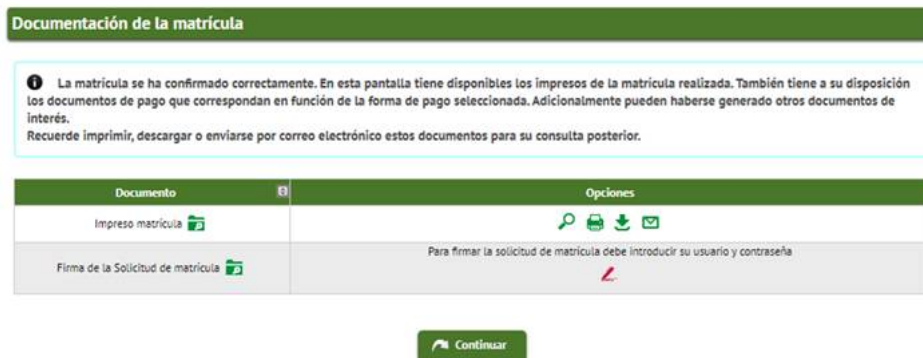 Documentación de la matrícula
La matrícula se ha confirmado correctamente. En esta pantalla tiene disponibles los impresos de la matrícula realizada. También tiene a su disposición
los documentos de pago que correspondan en función de la forma de pago seleccionada. Adicionalmente pueden haberse generado otros documentos de
interés.
Recuerde imprimir, descargar o enviarse por correo electrónico estos documentos para su consulta posterior.
Documento Opciones
Impreso matrícula
Para firmar la solicitud de matrícula debe introducir su usuario y contraseña
Firma de la Solicitud de matrícula
Continuar